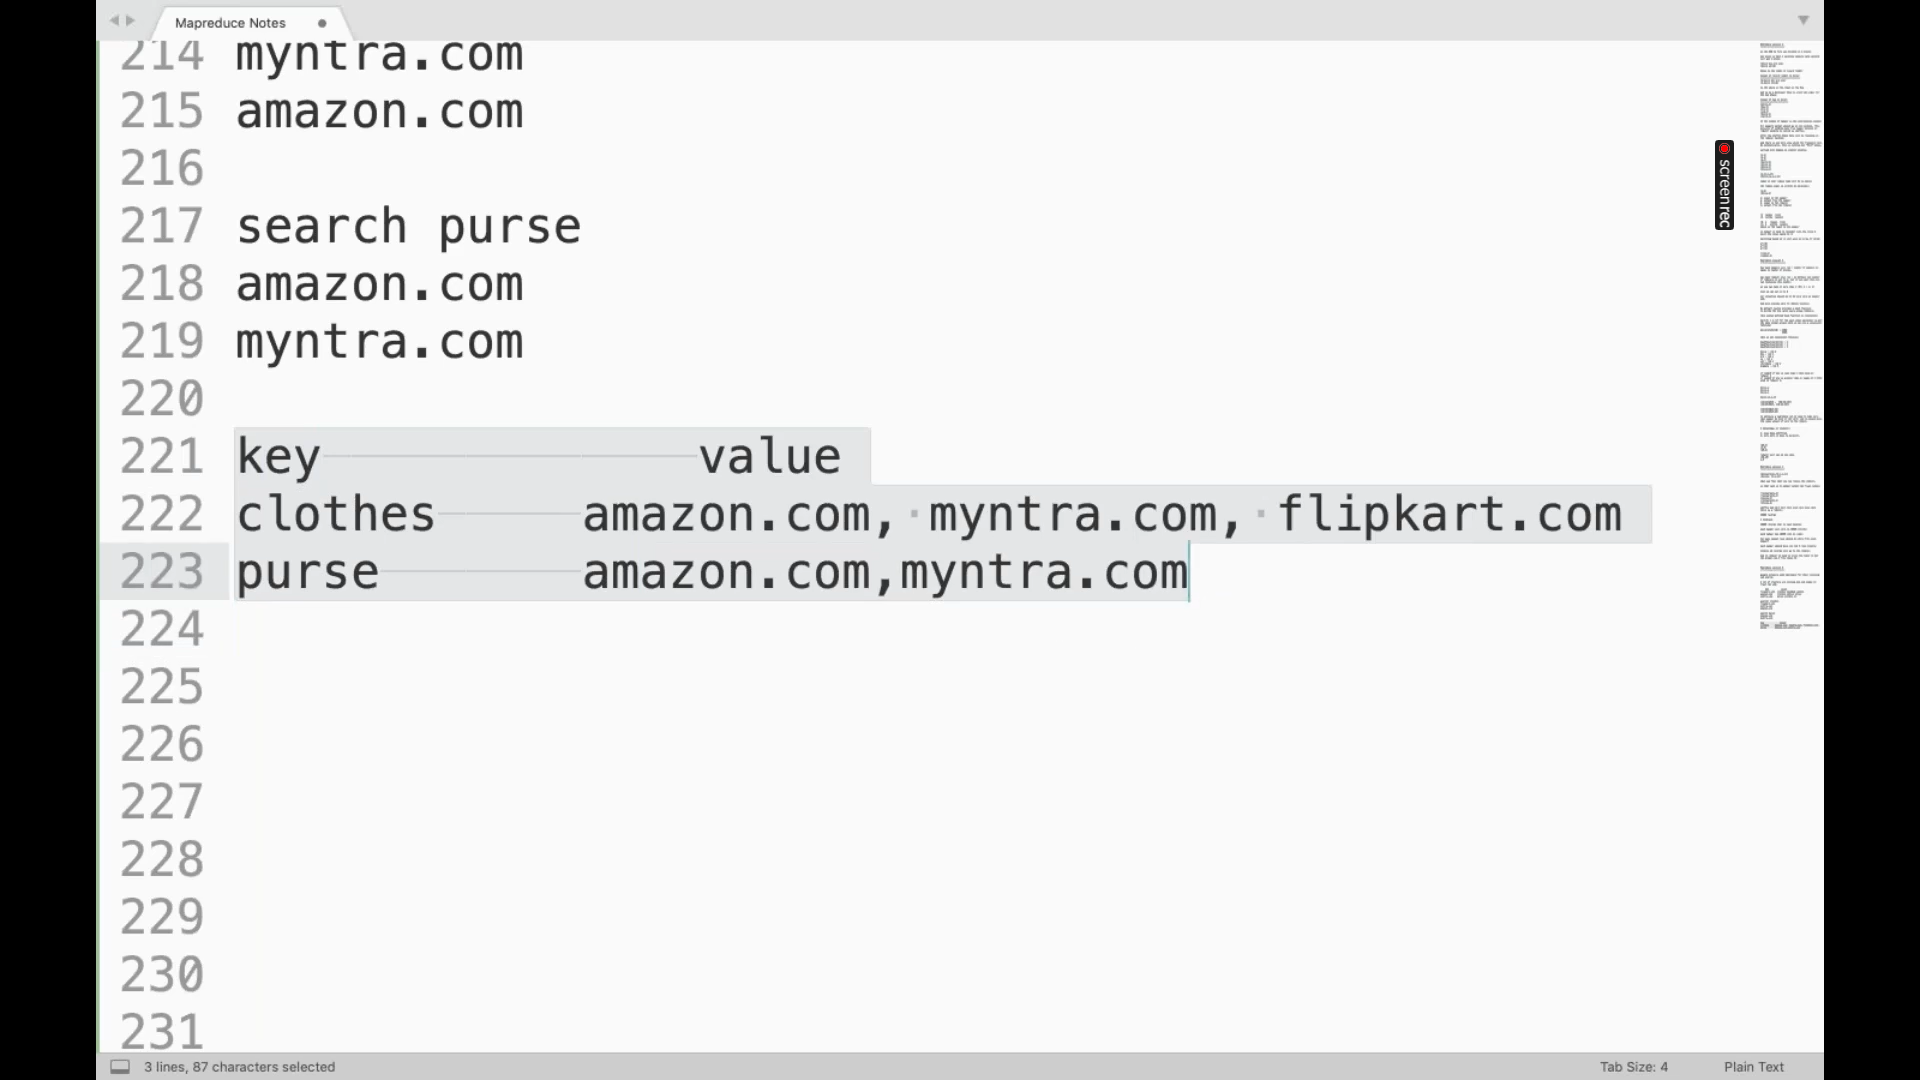 Mapreduce Notes
214 myntra.com
215 amazon.com
216
217 search purse
218 amazon.com
219 myntra.com
220
221 key value
222 clothes amazon.com, myntra.com, flipkart.com
223 purse amazon.com,myntra.com
224
225
226
227
228
229
230
231
screenrec
3 lines, 87 characters selected Tab Size: 4 Plain Text